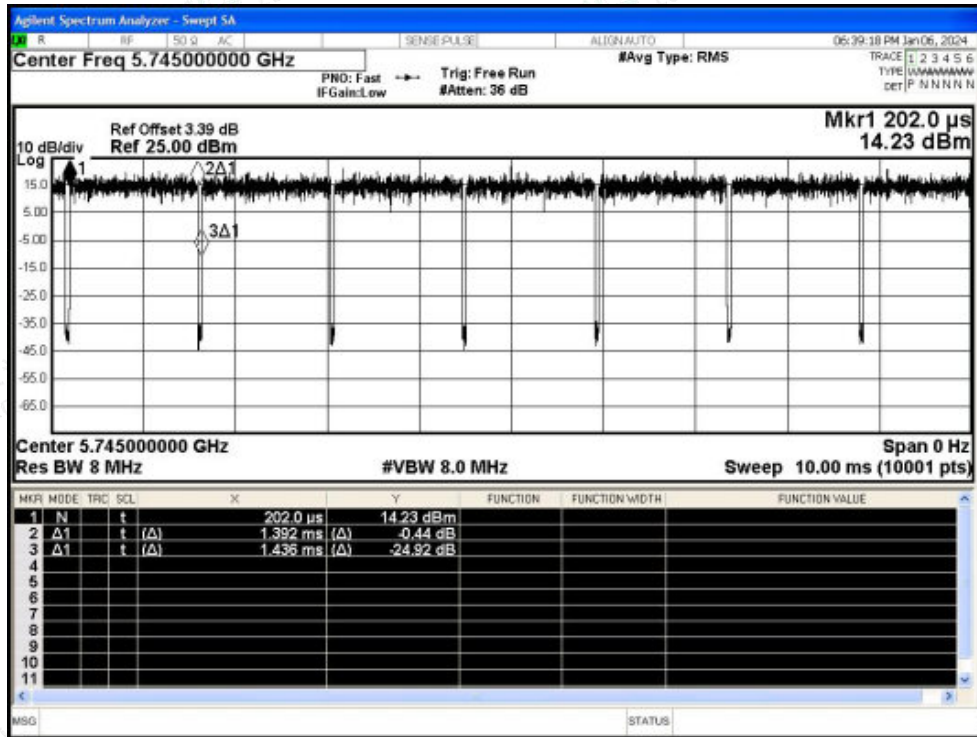 Agilent Spectrum Analyzer - Swept SA
R RF 50 Ω AC SENSE:PULSE ALIGNAUTO 06:39:18 PM Jan 06, 2024
Center Freq 5.745000000 GHz
#Avg Type: RMS
TRACE 1 2 3 4 5 6
PNO: Fast Trig: Free Run
TYPE
IFGain:Low #Atten: 36 dB
DET P N N N N N
Mkr1 202.0 µs
14.23 dBm
Ref Offset 3.39 dB
10 dB/div Ref 25.00 dBm
Log
1
2Δ1
3Δ1
15.0
5.00
-5.00
-15.0
-25.0
-35.0
-45.0
-55.0
-65.0
Center 5.745000000 GHz Span 0 Hz
Res BW 8 MHz #VBW 8.0 MHz Sweep 10.00 ms (10001 pts)
MKR MODE TRC SCL X Y FUNCTION FUNCTION WIDTH FUNCTION VALUE
1 N t 202.0 µs 14.23 dBm
2 Δ1 t (Δ) 1.392 ms (Δ) -0.44 dB
3 Δ1 t (Δ) 1.436 ms (Δ) -24.92 dB
4
5
6
7
8
9
10
11
MSG STATUS